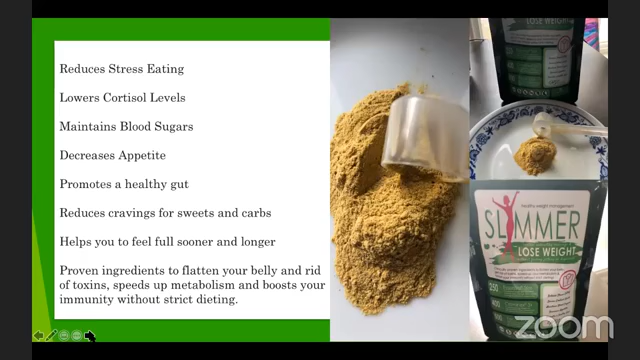 Reduces Stress Eating
Lowers Cortisol Levels
Maintains Blood Sugars
Decreases Appetite
Promotes a healthy gut
Reduces cravings for sweets and carbs
Helps you to feel full sooner and longer
Proven ingredients to flatten your belly and rid
of toxins, speeds up metabolism and boosts your
immunity without strict dieting.
LOSE WEIGHT
healthy weight management
SLIMMER
LOSE WEIGHT
250
zoom